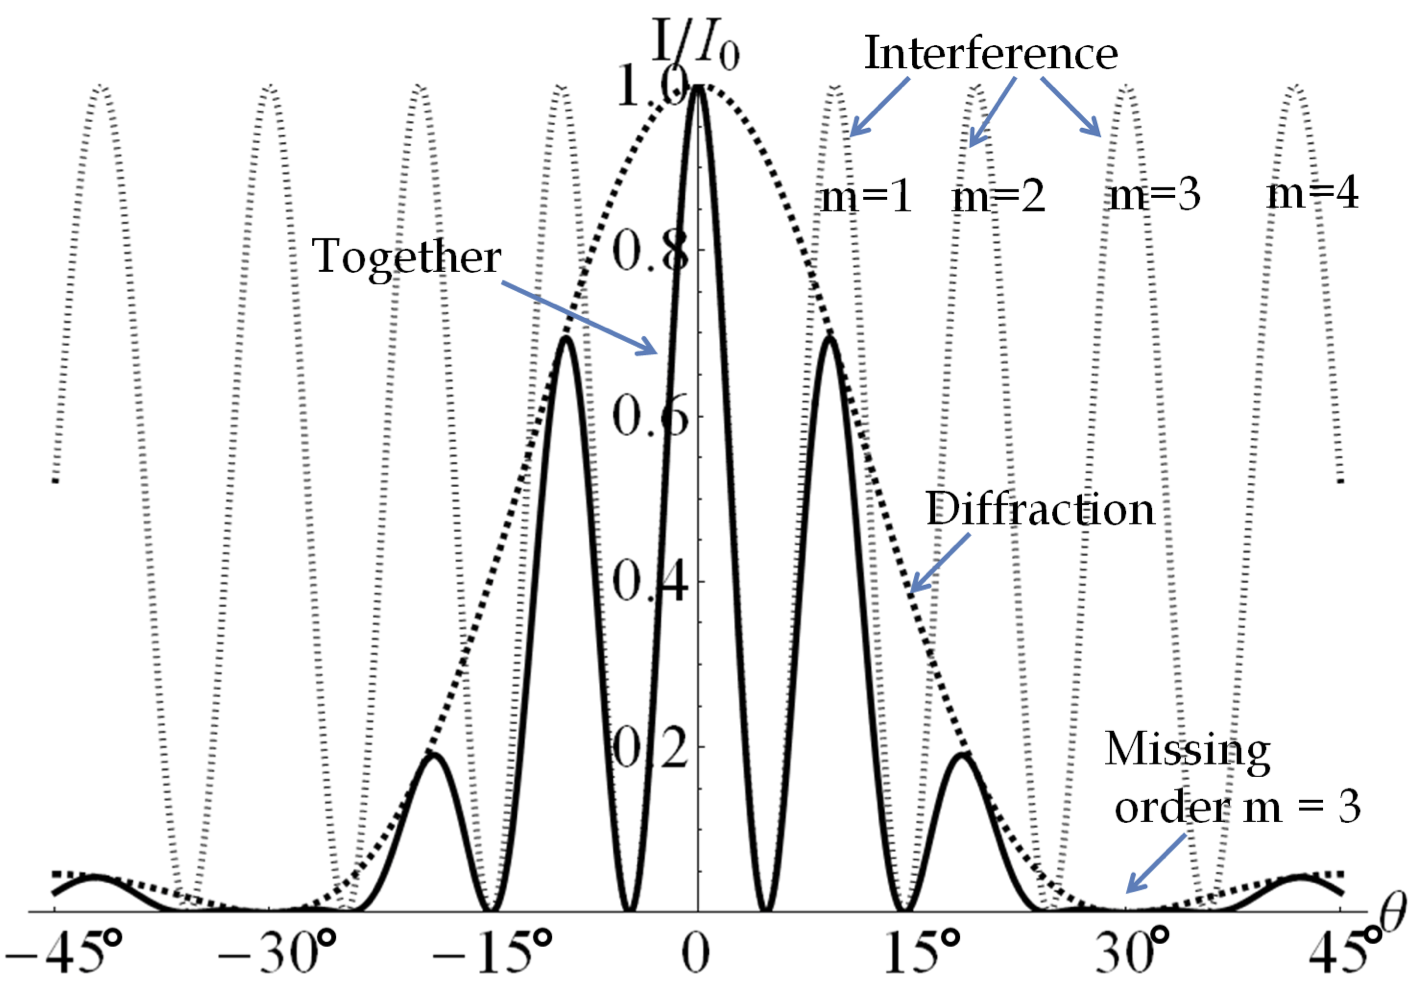 I/I₀
Interference
1.0
m=1 m=2 m=3 m=4
Together
0.8
0.6
Diffraction
0.4
0.2
Missing
order m = 3
θ
−45° −30° −15° 0 15° 30° 45°